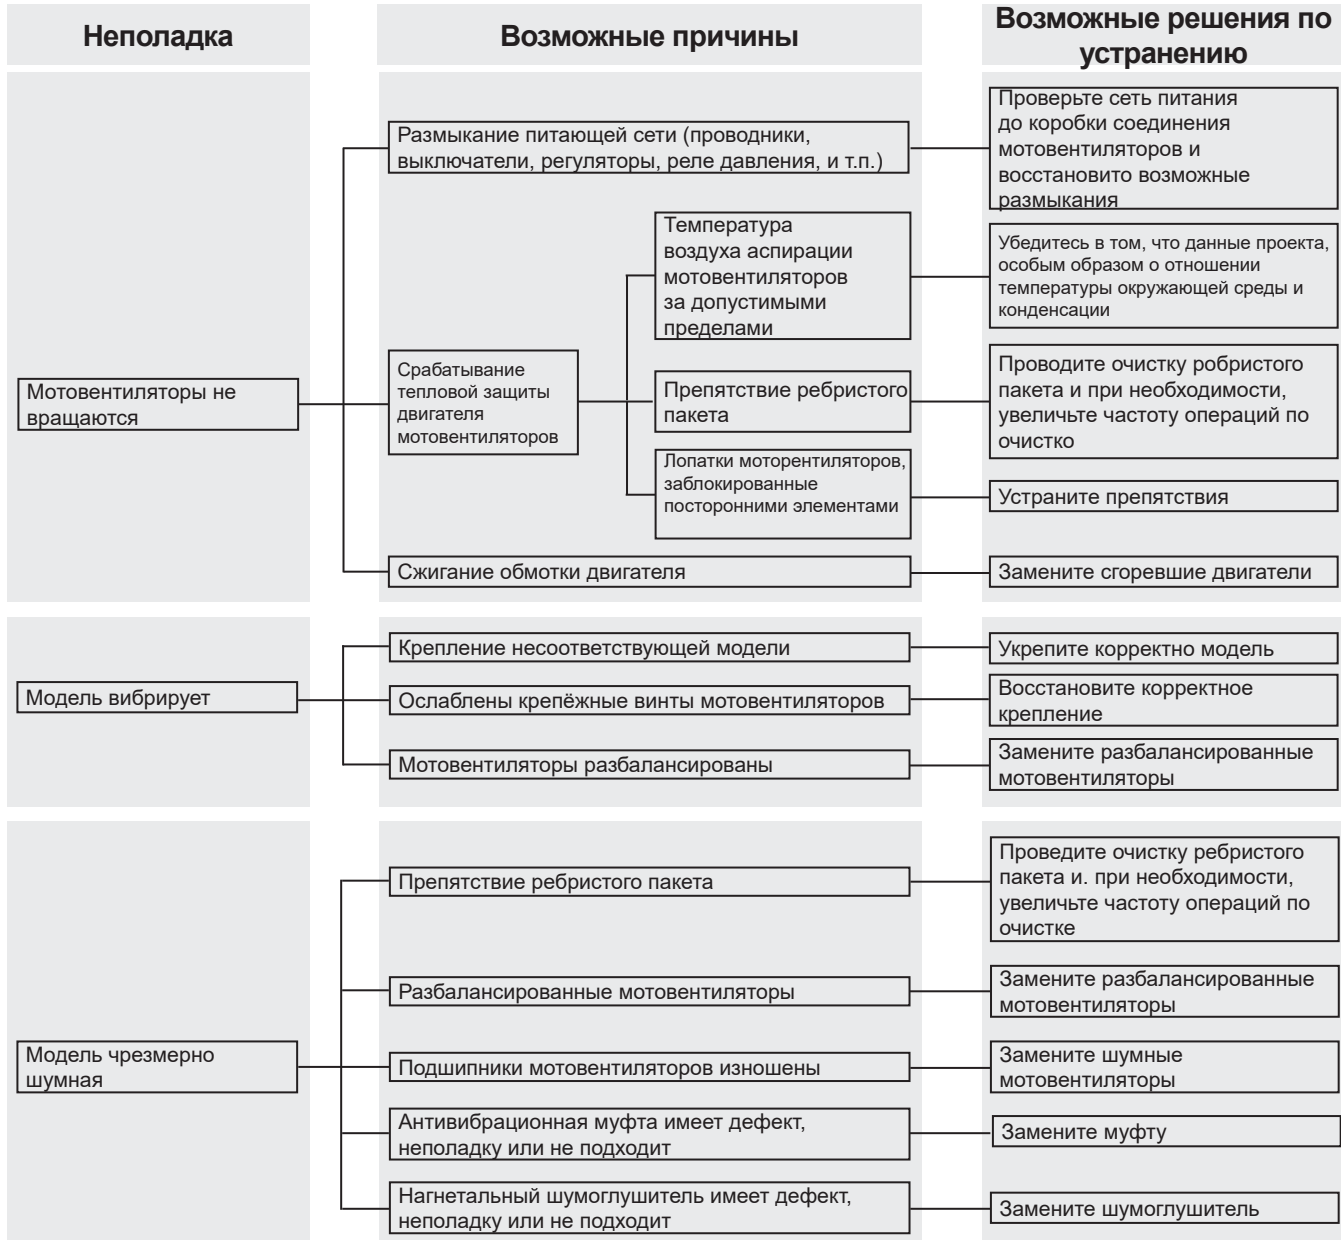 Неполадка
Возможные причины
Возможные решения по
устранению
Размыкание питающей сети (проводники,
выключатели, регуляторы, реле давления, и т.п.)
Проверьте сеть питания
до коробки соединения
мотовентиляторов и
восстановито возможные
размыкания
Мотовентиляторы не
вращаются
Срабатывание
тепловой защиты
двигателя
мотовентиляторов
Температура
воздуха аспирации
мотовентиляторов
за допустимыми
пределами
Убедитесь в том, что данные проекта,
особым образом о отношении
температуры окружающей среды и
конденсации
Препятствие ребристого
пакета
Проводите очистку робристого
пакета и при необходимости,
увеличьте частоту операций по
очистко
Лопатки моторентиляторов,
заблокированные
посторонними элементами
Устраните препятствия
Сжигание обмотки двигателя
Замените сгоревшие двигатели
Модель вибрирует
Крепление несоответствующей модели
Укрепите корректно модель
Ослаблены крепёжные винты мотовентиляторов
Восстановите корректное
крепление
Мотовентиляторы разбалансированы
Замените разбалансированные
мотовентиляторы
Модель чрезмерно
шумная
Препятствие ребристого пакета
Проведите очистку ребристого
пакета и. при необходимости,
увеличьте частоту операций по
очистке
Разбалансированные мотовентиляторы
Замените разбалансированные
мотовентиляторы
Подшипники мотовентиляторов изношены
Замените шумные
мотовентиляторы
Антивибрационная муфта имеет дефект,
неполадку или не подходит
Замените муфту
Нагнетальный шумоглушитель имеет дефект,
неполадку или не подходит
Замените шумоглушитель